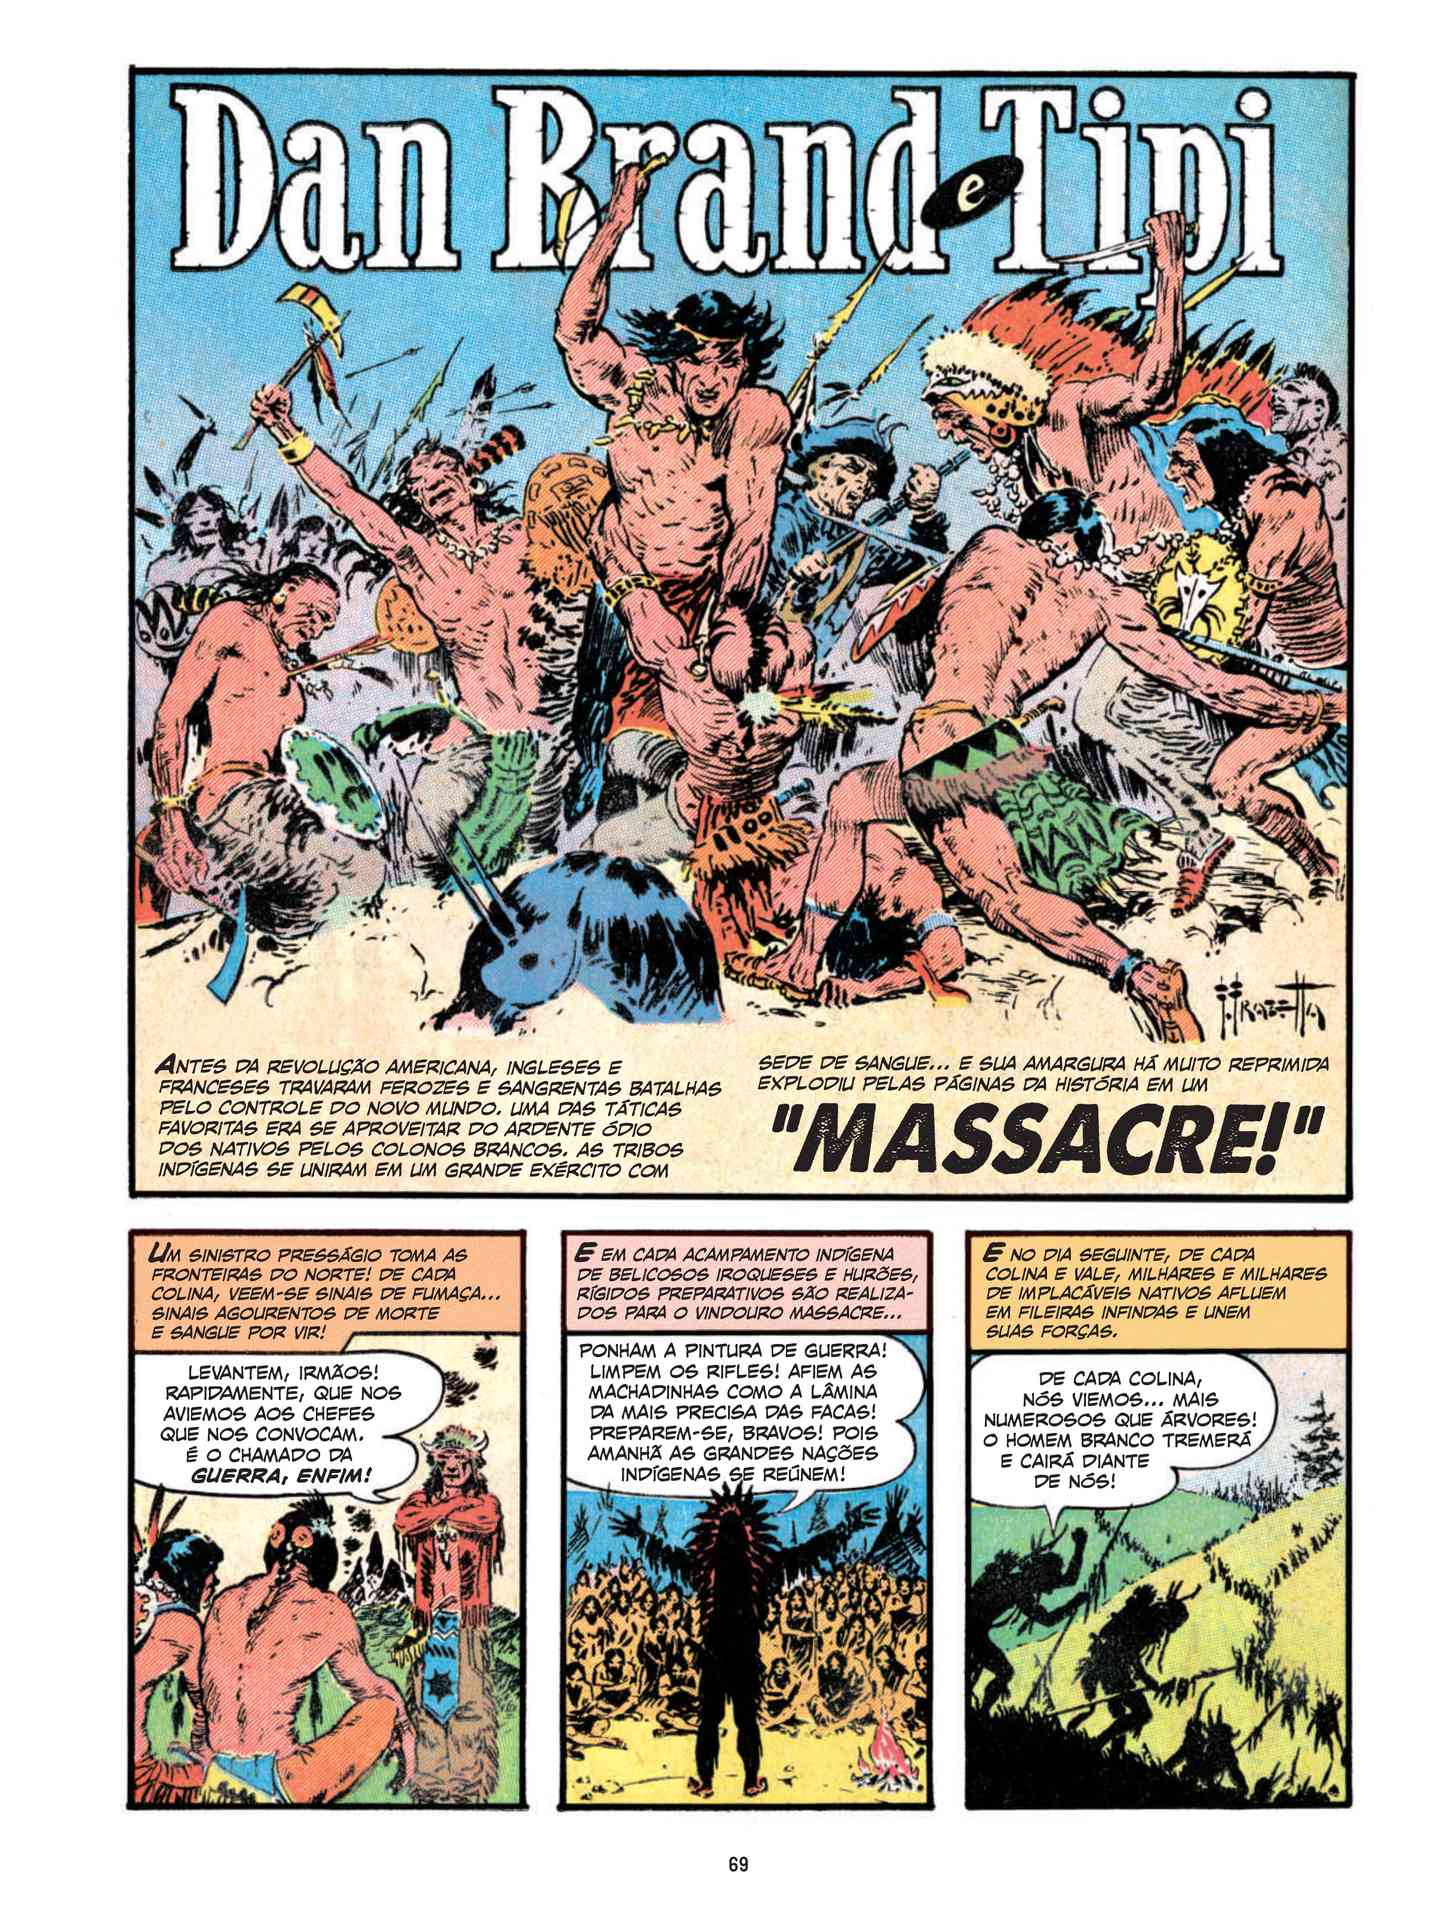 Dan Brand e Tipi
FRAZETTA
ANTES DA REVOLUÇÃO AMERICANA, INGLESES E
FRANCESES TRAVARAM FEROZES E SANGRENTAS BATALHAS
PELO CONTROLE DO NOVO MUNDO. UMA DAS TÁTICAS
FAVORITAS ERA SE APROVEITAR DO ARDENTE ÓDIO
DOS NATIVOS PELOS COLONOS BRANCOS. AS TRIBOS
INDÍGENAS SE UNIRAM EM UM GRANDE EXÉRCITO COM
SEDE DE SANGUE... E SUA AMARGURA HÁ MUITO REPRIMIDA
EXPLODIU PELAS PÁGINAS DA HISTÓRIA EM UM
"MASSACRE!"
UM SINISTRO PRESSÁGIO TOMA AS
FRONTEIRAS DO NORTE! DE CADA
COLINA, VEEM-SE SINAIS DE FUMAÇA...
SINAIS AGOURENTOS DE MORTE
E SANGUE POR VIR!
LEVANTEM, IRMÃOS!
RAPIDAMENTE, QUE NOS
AVIEMOS AOS CHEFES
QUE NOS CONVOCAM.
É O CHAMADO DA
GUERRA, ENFIM!
E EM CADA ACAMPAMENTO INDÍGENA
DE BELICOSOS IROQUESES E HURÕES,
RÍGIDOS PREPARATIVOS SÃO REALIZA-
DOS PARA O VINDOURO MASSACRE...
PONHAM A PINTURA DE GUERRA!
LIMPEM OS RIFLES! AFIEM AS
MACHADINHAS COMO A LÂMINA
DA MAIS PRECISA DAS FACAS!
PREPAREM-SE, BRAVOS! POIS
AMANHÃ AS GRANDES NAÇÕES
INDÍGENAS SE REÚNEM!
E NO DIA SEGUINTE, DE CADA
COLINA E VALE, MILHARES E MILHARES
DE IMPLACÁVEIS NATIVOS AFLUEM
EM FILEIRAS INFINDAS E UNEM
SUAS FORÇAS.
DE CADA COLINA,
NÓS VIEMOS... MAIS
NUMEROSOS QUE ÁRVORES!
O HOMEM BRANCO TREMERÁ
E CAIRÁ DIANTE
DE NÓS!
69